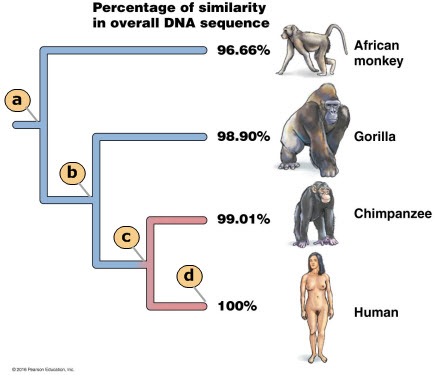 Percentage of similarity
in overall DNA sequence
a
96.66%
African
monkey
b
98.90%
Gorilla
c
99.01%
Chimpanzee
d
100%
Human
© 2016 Pearson Education, Inc.